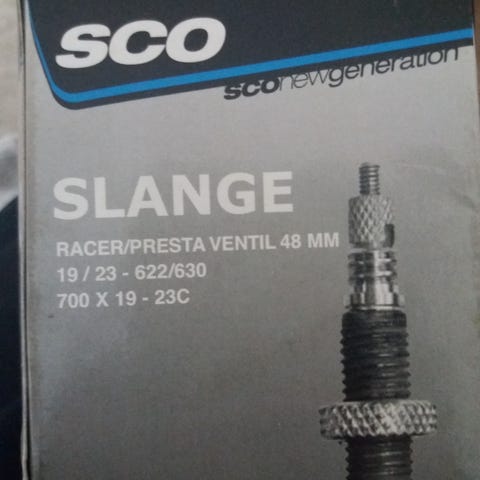 SCO
sconewgeneration
SLANGE
RACER/PRESTA VENTIL 48 MM
19 / 23 - 622/630
700 X 19 - 23C